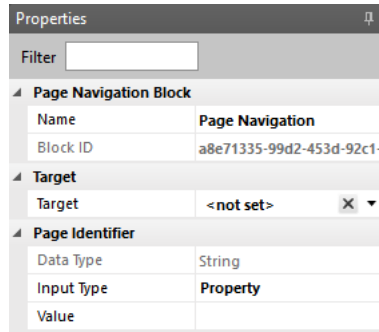 Properties
Filter
Page Navigation Block
Name Page Navigation
Block ID a8e71335-99d2-453d-92c1-
Target
Target <not set>
Page Identifier
Data Type String
Input Type Property
Value